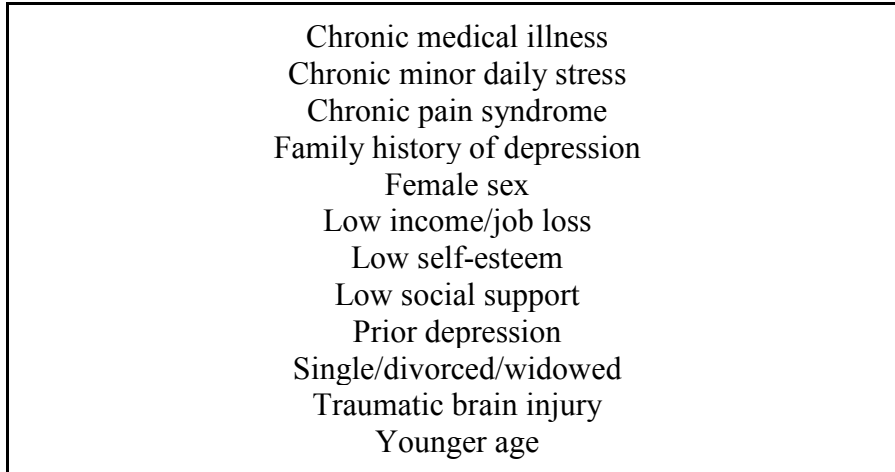 Chronic medical illness
Chronic minor daily stress
Chronic pain syndrome
Family history of depression
Female sex
Low income/job loss
Low self-esteem
Low social support
Prior depression
Single/divorced/widowed
Traumatic brain injury
Younger age